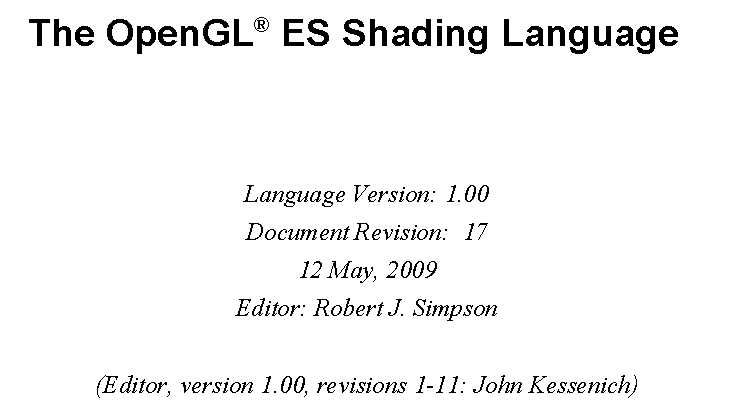 The OpenGL® ES Shading Language
Language Version: 1.00
Document Revision: 17
12 May, 2009
Editor: Robert J. Simpson
(Editor, version 1.00, revisions 1-11: John Kessenich)